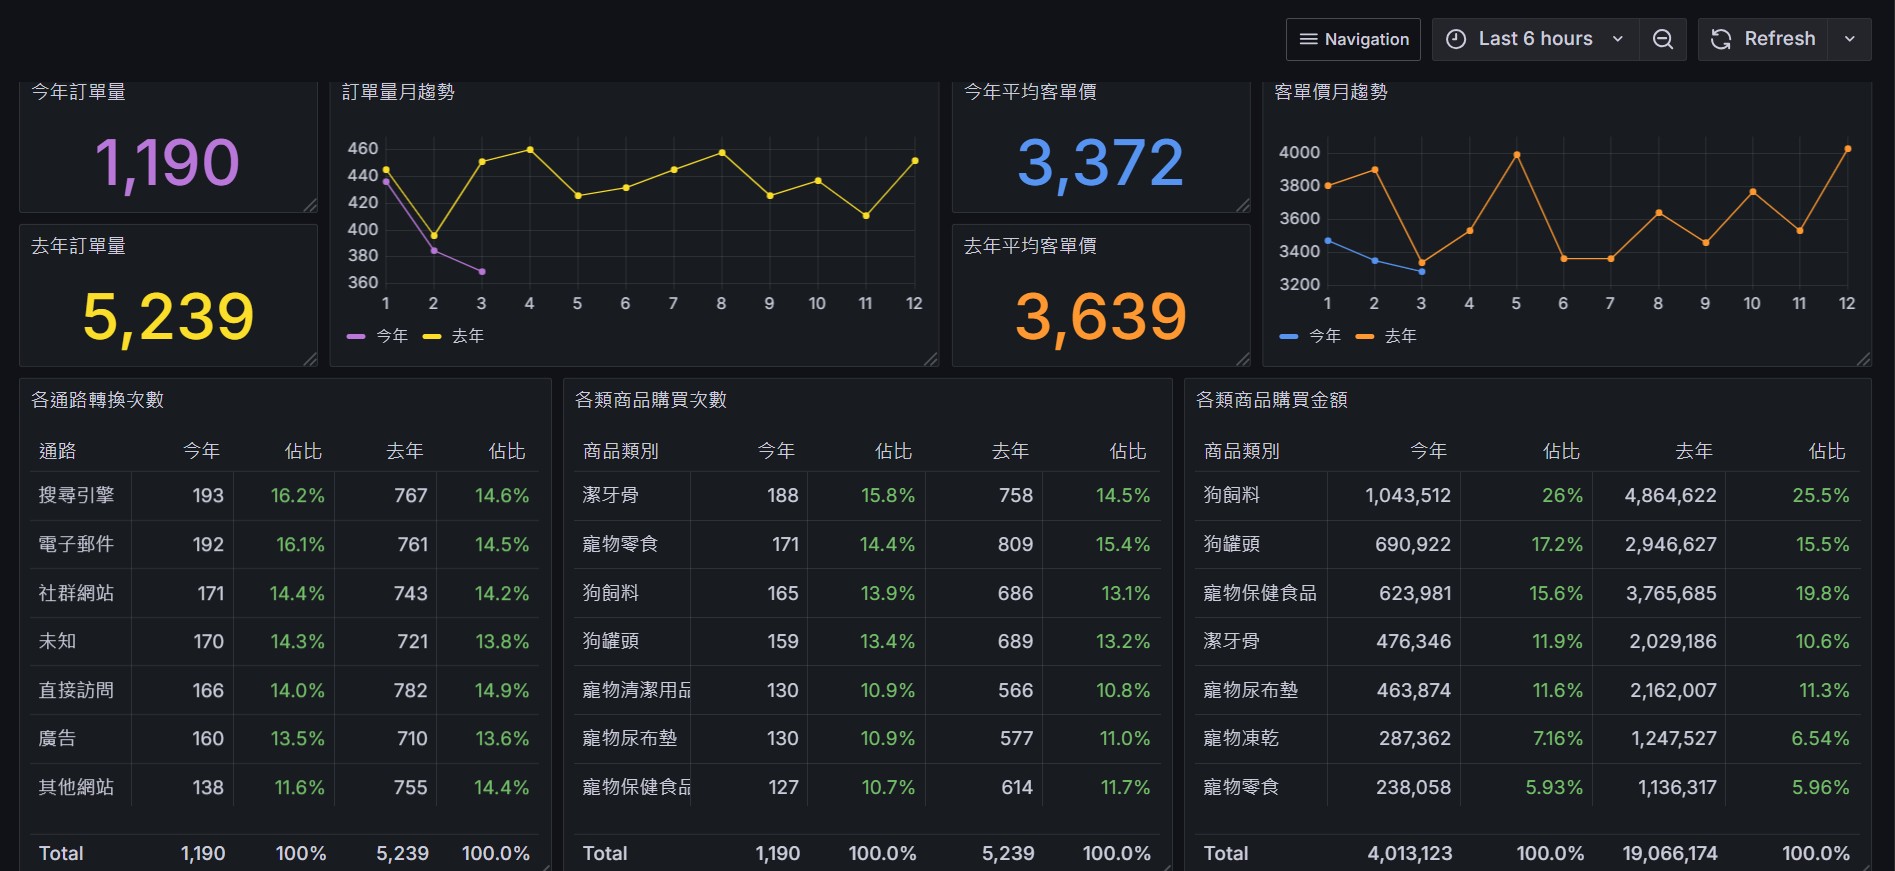 Navigation
Last 6 hours
Refresh
今年訂單量
1,190
訂單量月趨勢
460
440
420
400
380
360
1 2 3 4 5 6 7 8 9 10 11 12
今年 去年
今年平均客單價
3,372
客單價月趨勢
4000
3800
3600
3400
3200
1 2 3 4 5 6 7 8 9 10 11 12
今年 去年
去年訂單量
5,239
去年平均客單價
3,639
各通路轉換次數
通路 今年 佔比 去年 佔比
搜尋引擎 193 16.2% 767 14.6%
電子郵件 192 16.1% 761 14.5%
社群網站 171 14.4% 743 14.2%
未知 170 14.3% 721 13.8%
直接訪問 166 14.0% 782 14.9%
廣告 160 13.5% 710 13.6%
其他網站 138 11.6% 755 14.4%
Total 1,190 100% 5,239 100.0%
各類商品購買次數
商品類別 今年 佔比 去年 佔比
潔牙骨 188 15.8% 758 14.5%
寵物零食 171 14.4% 809 15.4%
狗飼料 165 13.9% 686 13.1%
狗罐頭 159 13.4% 689 13.2%
寵物清潔用品 130 10.9% 566 10.8%
寵物尿布墊 130 10.9% 577 11.0%
寵物保健食品 127 10.7% 614 11.7%
Total 1,190 100.0% 5,239 100.0%
各類商品購買金額
商品類別 今年 佔比 去年 佔比
狗飼料 1,043,512 26% 4,864,622 25.5%
狗罐頭 690,922 17.2% 2,946,627 15.5%
寵物保健食品 623,981 15.6% 3,765,685 19.8%
潔牙骨 476,346 11.9% 2,029,186 10.6%
寵物尿布墊 463,874 11.6% 2,162,007 11.3%
寵物凍乾 287,362 7.16% 1,247,527 6.54%
寵物零食 238,058 5.93% 1,136,317 5.96%
Total 4,013,123 100.0% 19,066,174 100.0%